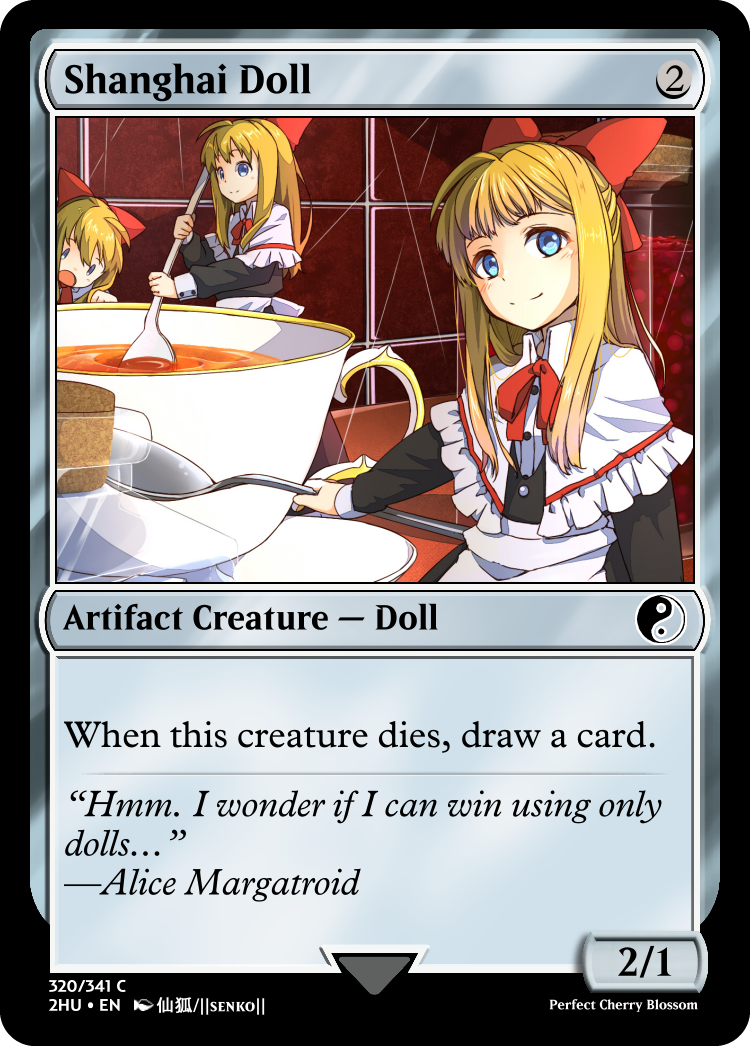 Shanghai Doll
2
Artifact Creature — Doll
When this creature dies, draw a card.
“Hmm. I wonder if I can win using only
dolls…”
—Alice Margatroid
2/1
320/341 C
2HU • EN 仙狐/||SENKO||
Perfect Cherry Blossom